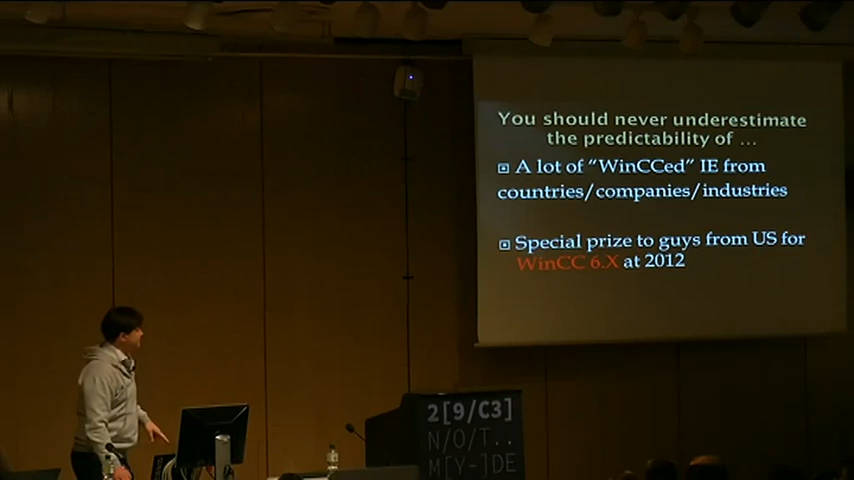 You should never underestimate
the predictability of ...
A lot of “WinCCed” IE from
countries/companies/industries
Special prize to guys from US for
WinCC 6.X at 2012
2[9/C3]
N/O/T..
M[Y-]DE